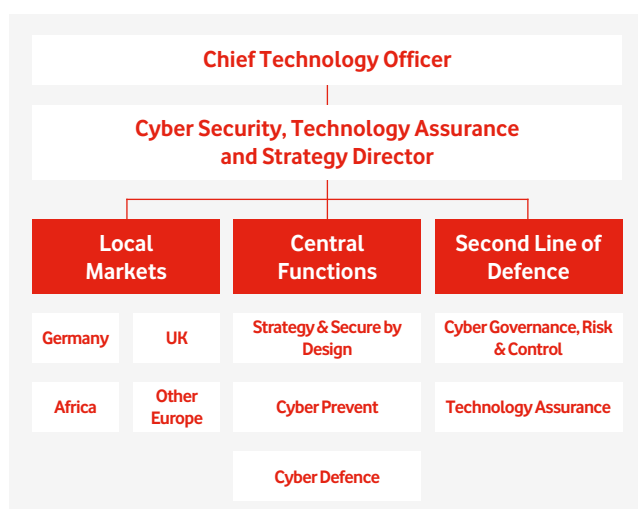 Chief Technology Officer
Cyber Security, Technology Assurance
and Strategy Director
Local
Markets
Central
Functions
Second Line of
Defence
Germany
UK
Strategy & Secure by
Design
Cyber Governance, Risk
& Control
Africa
Other
Europe
Cyber Prevent
Technology Assurance
Cyber Defence